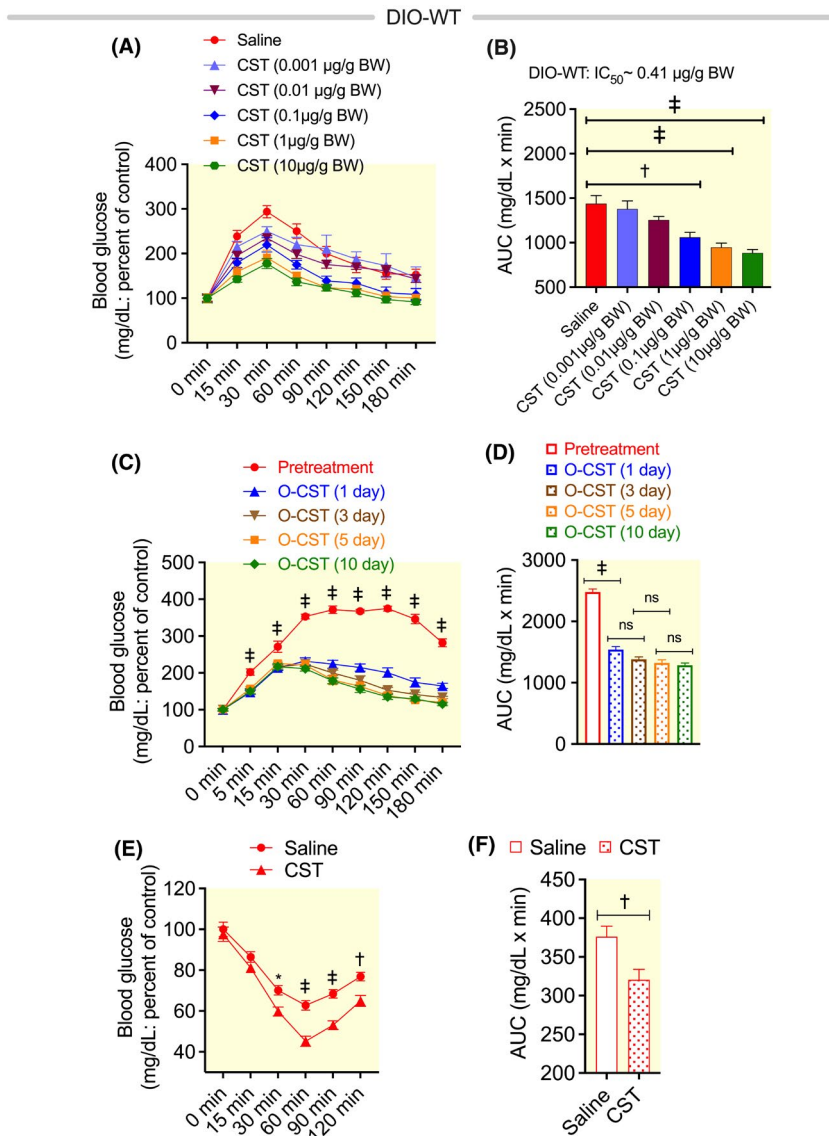 DIO-WT
(A)
Saline
CST (0.001 µg/g BW)
CST (0.01 µg/g BW)
CST (0.1µg/g BW)
CST (1µg/g BW)
CST (10µg/g BW)
Blood glucose
(mg/dL: percent of control)
400
300
200
100
0
0 min
15 min
30 min
60 min
90 min
120 min
150 min
180 min
(B)
DIO-WT: IC50~ 0.41 µg/g BW
AUC (mg/dL x min)
2500
2000
1500
1000
500
‡
‡
†
Saline
CST (0.001µg/g BW)
CST (0.01µg/g BW)
CST (0.1µg/g BW)
CST (1µg/g BW)
CST (10µg/g BW)
(C)
Pretreatment
O-CST (1 day)
O-CST (3 day)
O-CST (5 day)
O-CST (10 day)
Blood glucose
(mg/dL: percent of control)
500
400
300
200
100
0
‡ ‡ ‡ ‡ ‡ ‡ ‡ ‡
0 min
5 min
15 min
30 min
60 min
90 min
120 min
150 min
180 min
(D)
Pretreatment
O-CST (1 day)
O-CST (3 day)
O-CST (5 day)
O-CST (10 day)
AUC (mg/dL x min)
3000
2000
1000
0
‡
ns
ns
ns
(E)
Saline
CST
Blood glucose
(mg/dL: percent of control)
120
100
80
60
40
* ‡ ‡ †
0 min
15 min
30 min
60 min
90 min
120 min
(F)
Saline CST
AUC (mg/dL x min)
450
400
350
300
250
200
†
Saline
CST